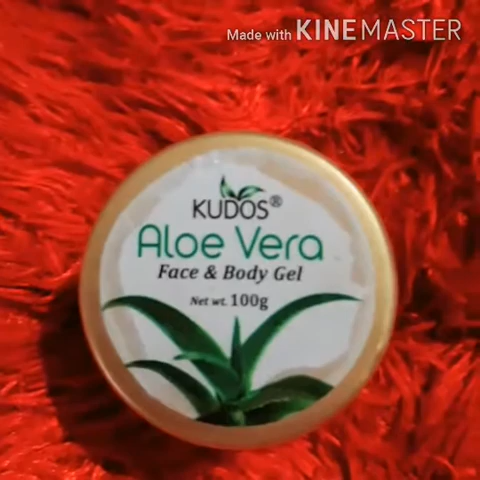 Made with KINEMASTER
KUDOS®
Aloe Vera
Face & Body Gel
Net wt. 100g